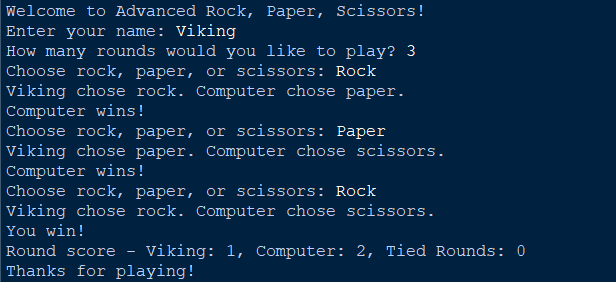 Welcome to Advanced Rock, Paper, Scissors!
Enter your name: Viking
How many rounds would you like to play? 3
Choose rock, paper, or scissors: Rock
Viking chose rock. Computer chose paper.
Computer wins!
Choose rock, paper, or scissors: Paper
Viking chose paper. Computer chose scissors.
Computer wins!
Choose rock, paper, or scissors: Rock
Viking chose rock. Computer chose scissors.
You win!
Round score - Viking: 1, Computer: 2, Tied Rounds: 0
Thanks for playing!